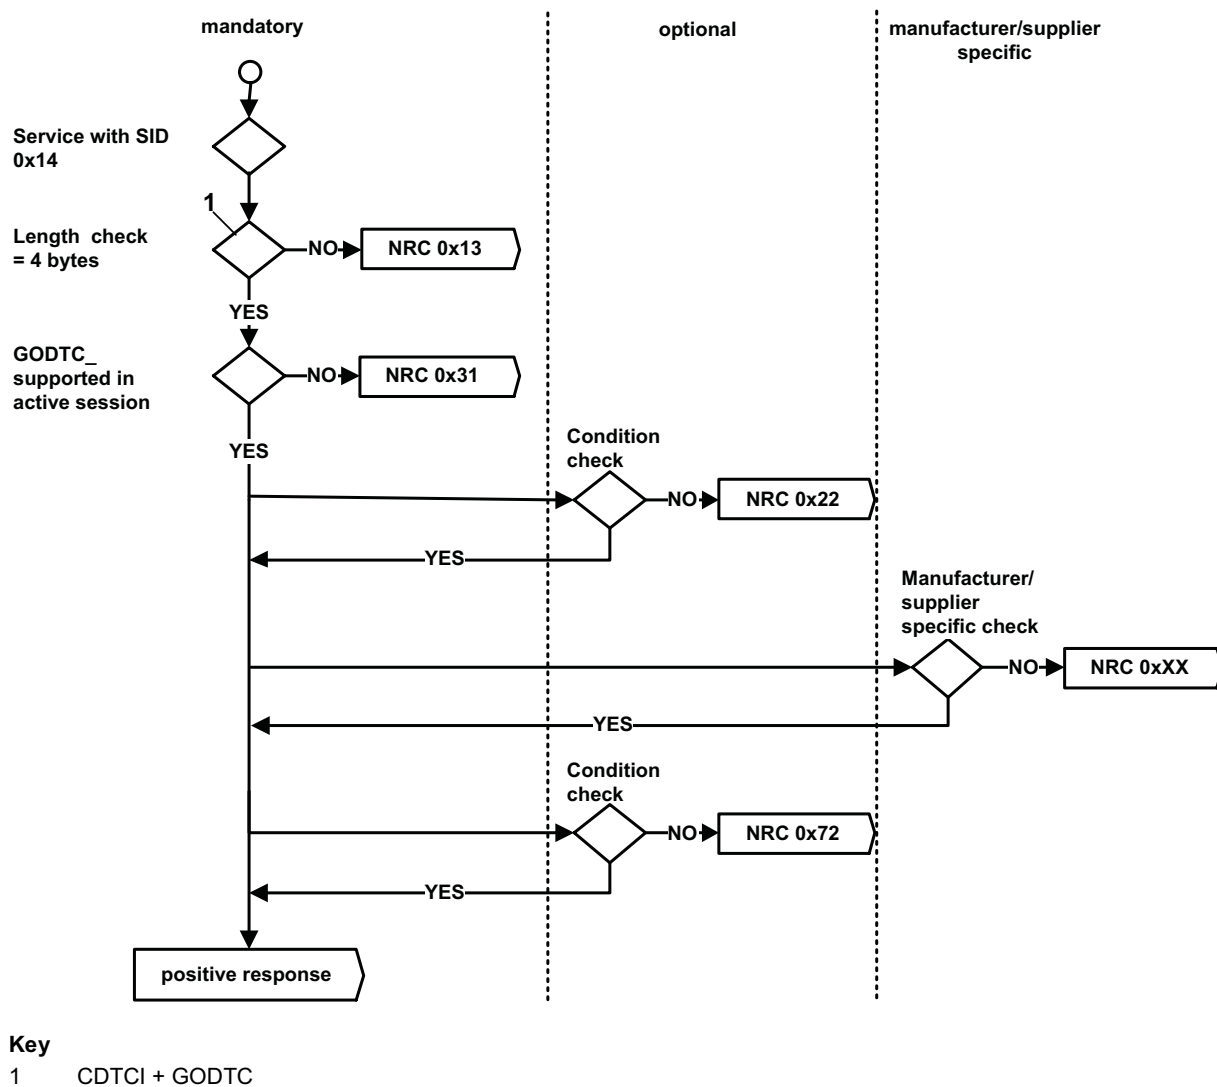 mandatory
optional
manufacturer/supplier
specific
Service with SID
0x14
1
Length check
= 4 bytes
NO
NRC 0x13
YES
GODTC_
supported in
active session
NO
NRC 0x31
YES
Condition
check
NO
NRC 0x22
YES
Manufacturer/
supplier
specific check
NO
NRC 0xXX
YES
Condition
check
NO
NRC 0x72
YES
positive response
Key
1 CDTCI + GODTC